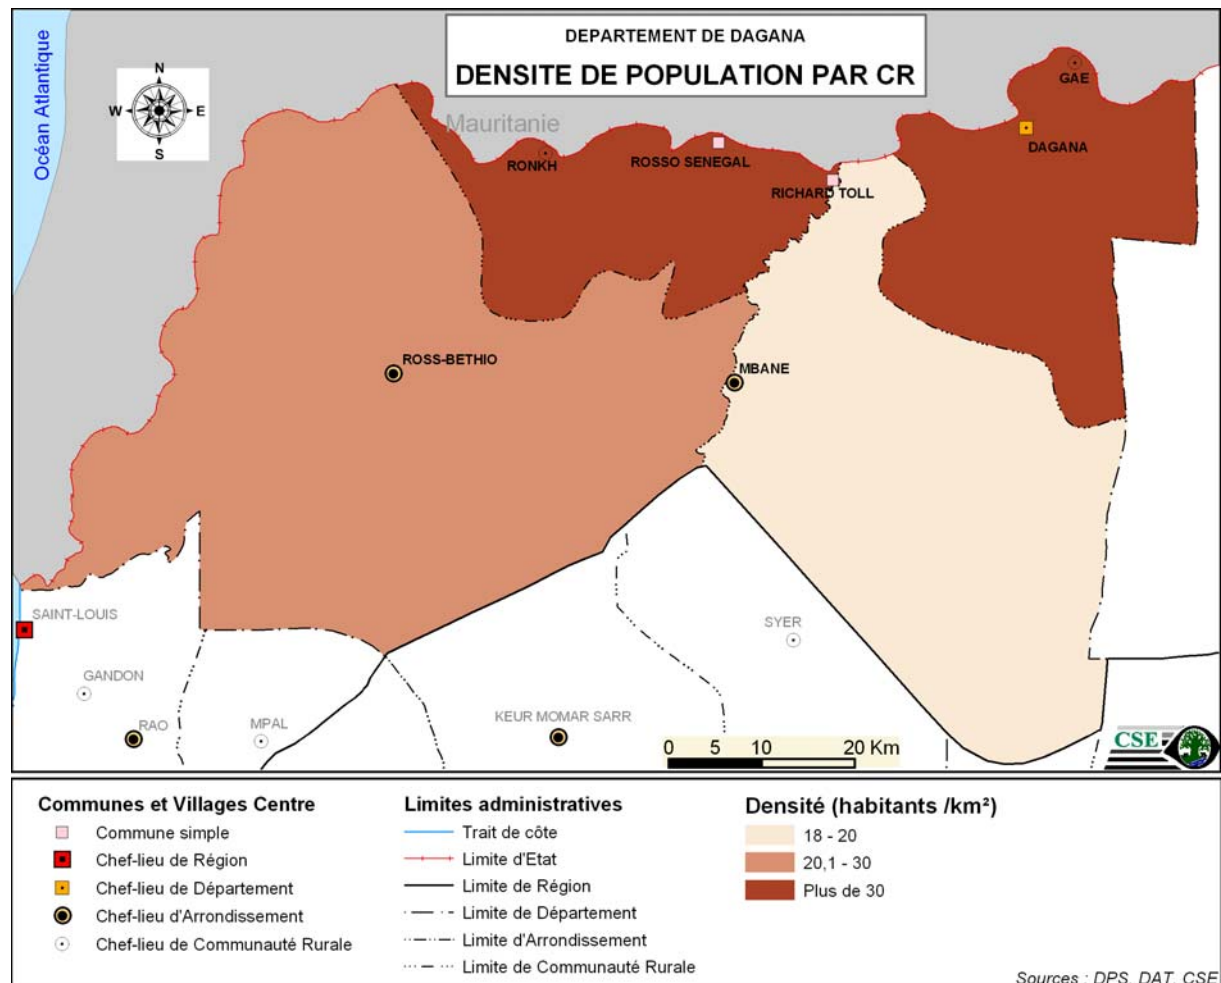 DEPARTEMENT DE DAGANA
DENSITE DE POPULATION PAR CR
Océan Atlantique
N
W
E
S
Mauritanie
GAE
DAGANA
RONKH
ROSSO SENEGAL
RICHARD TOLL
ROSS-BETHIO
MBANE
SAINT-LOUIS
GANDON
RAO
MPAL
KEUR MOMAR SARR
SYER
0 5 10 20 Km
CSE
Communes et Villages Centre
Commune simple
Chef-lieu de Région
Chef-lieu de Département
Chef-lieu d'Arrondissement
Chef-lieu de Communauté Rurale
Limites administratives
Trait de côte
Limite d'Etat
Limite de Région
Limite de Département
Limite d'Arrondissement
Limite de Communauté Rurale
Densité (habitants /km²)
18 - 20
20,1 - 30
Plus de 30
Sources : DPS, DAT, CSE